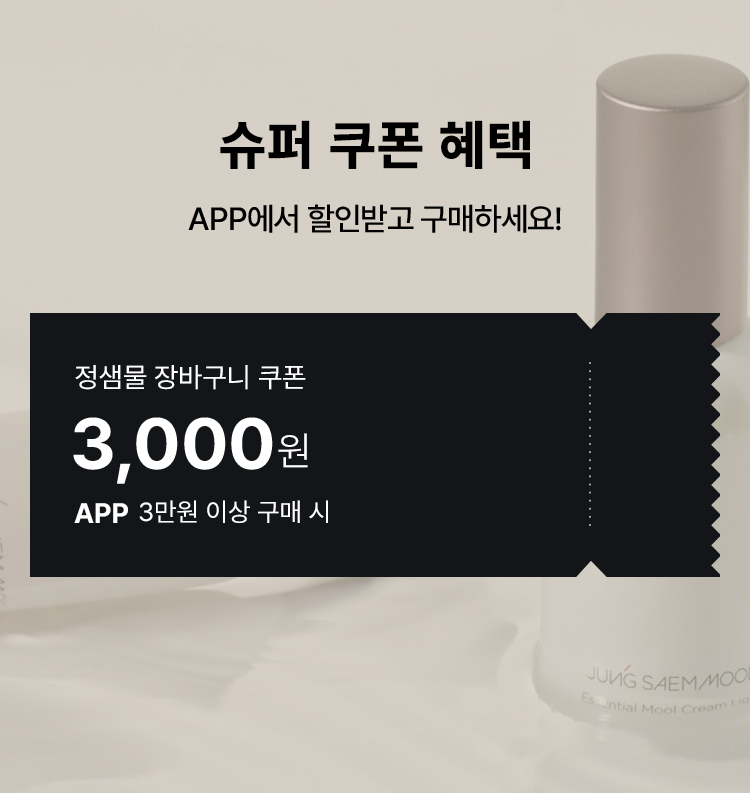 슈퍼 쿠폰 혜택
APP에서 할인받고 구매하세요!
정샘물 장바구니 쿠폰
3,000원
APP 3만원 이상 구매 시
JUNG SAEMMOOL
Essential Mool Cream